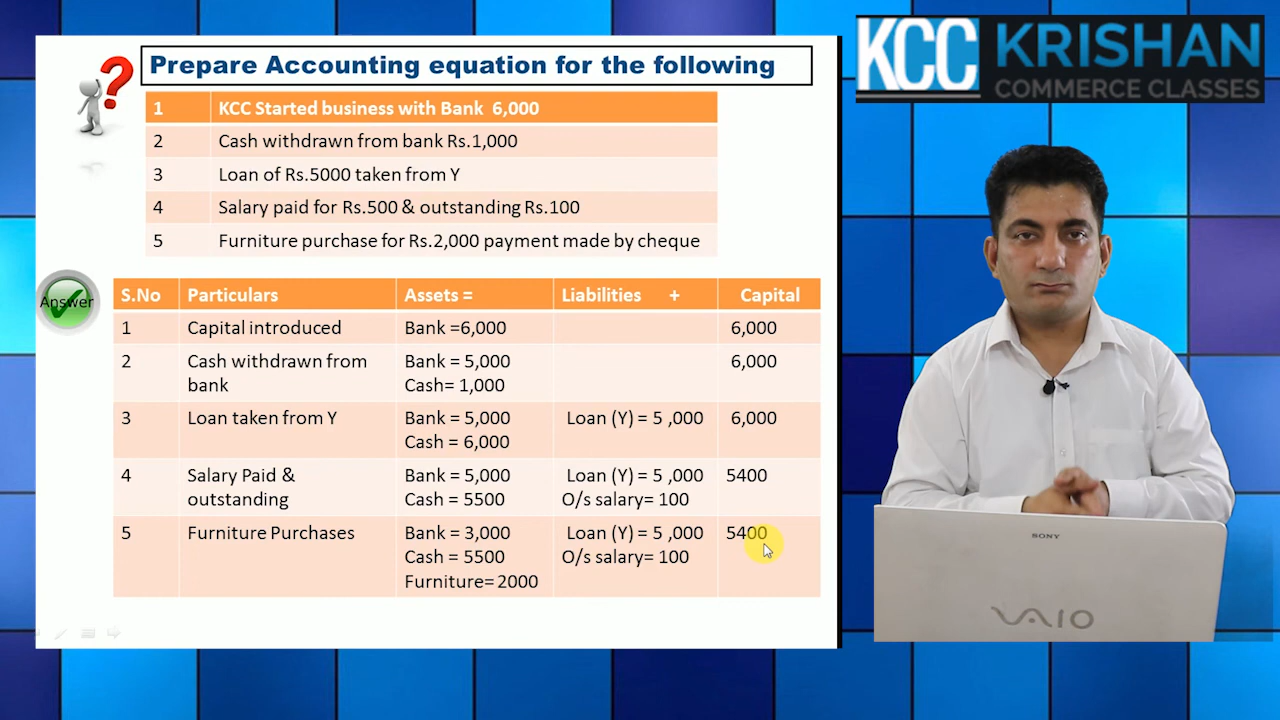 KCC KRISHAN
COMMERCE CLASSES
?
Prepare Accounting equation for the following
1 KCC Started business with Bank 6,000
2 Cash withdrawn from bank Rs.1,000
3 Loan of Rs.5000 taken from Y
4 Salary paid for Rs.500 & outstanding Rs.100
5 Furniture purchase for Rs.2,000 payment made by cheque
Answer
S.No Particulars Assets = Liabilities + Capital
1 Capital introduced Bank =6,000 6,000
2 Cash withdrawn from Bank = 5,000 6,000
bank Cash= 1,000
3 Loan taken from Y Bank = 5,000 Loan (Y) = 5 ,000 6,000
Cash = 6,000
4 Salary Paid & Bank = 5,000 Loan (Y) = 5 ,000 5400
outstanding Cash = 5500 O/s salary= 100
5 Furniture Purchases Bank = 3,000 Loan (Y) = 5 ,000 5400
Cash = 5500 O/s salary= 100
Furniture= 2000
SONY
VAIO